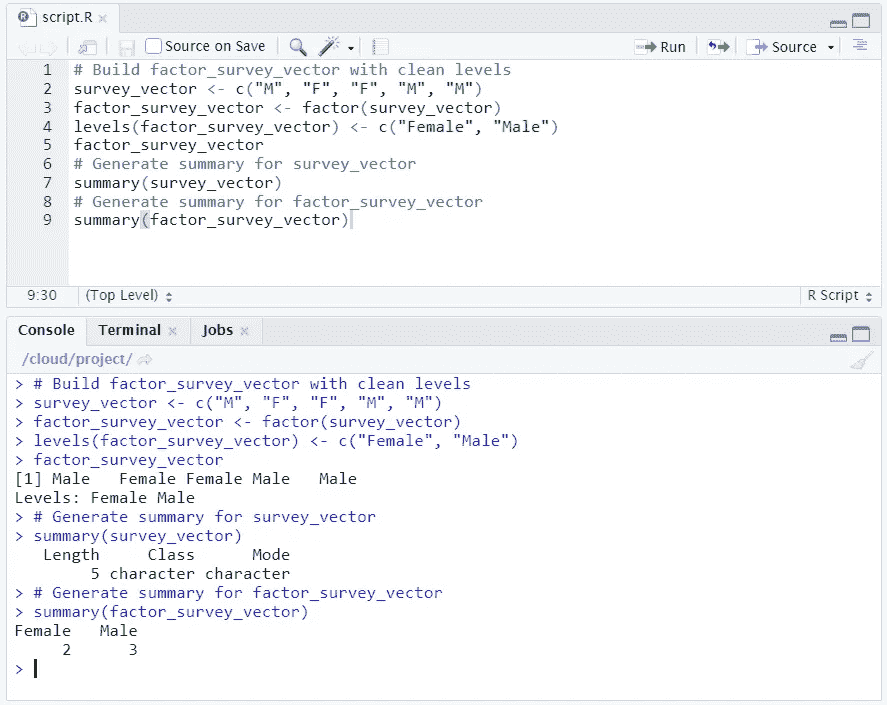 script.R
Source on Save Run Source
1 # Build factor_survey_vector with clean levels
2 survey_vector <- c("M", "F", "F", "M", "M")
3 factor_survey_vector <- factor(survey_vector)
4 levels(factor_survey_vector) <- c("Female", "Male")
5 factor_survey_vector
6 # Generate summary for survey_vector
7 summary(survey_vector)
8 # Generate summary for factor_survey_vector
9 summary(factor_survey_vector)
9:30 (Top Level) R Script
Console Terminal Jobs
/cloud/project/
> # Build factor_survey_vector with clean levels
> survey_vector <- c("M", "F", "F", "M", "M")
> factor_survey_vector <- factor(survey_vector)
> levels(factor_survey_vector) <- c("Female", "Male")
> factor_survey_vector
[1] Male   Female Female Male   Male
Levels: Female Male
> # Generate summary for survey_vector
> summary(survey_vector)
   Length     Class      Mode
        5 character character
> # Generate summary for factor_survey_vector
> summary(factor_survey_vector)
Female   Male
     2      3
>